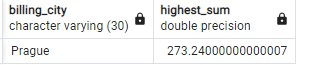 billing_city highest_sum
character varying (30) double precision
Prague 273.24000000000007